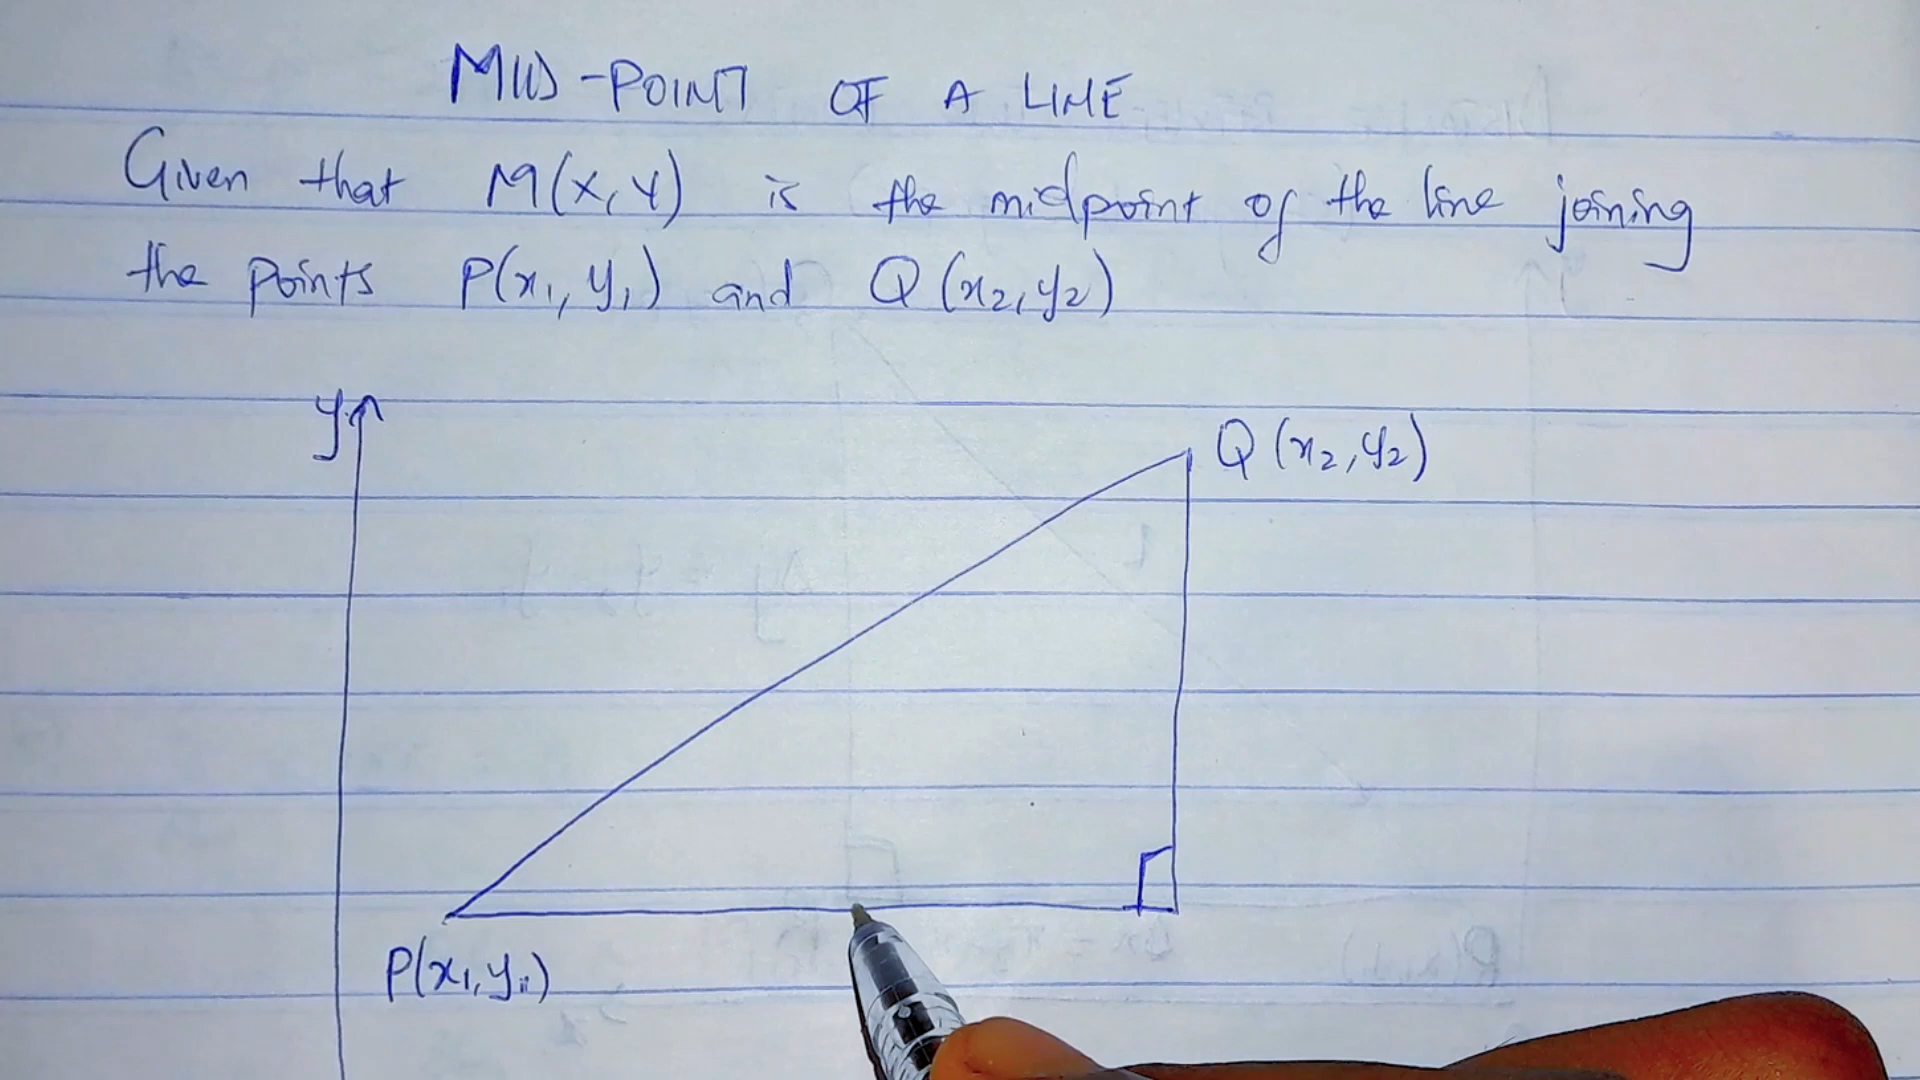 MID-POINT OF A LINE
Given that M(X,Y) is the midpoint of the line joining
the points P(x₁, y₁) and Q(x₂, y₂)
y
Q(x₂, y₂)
P(x₁, y₁)